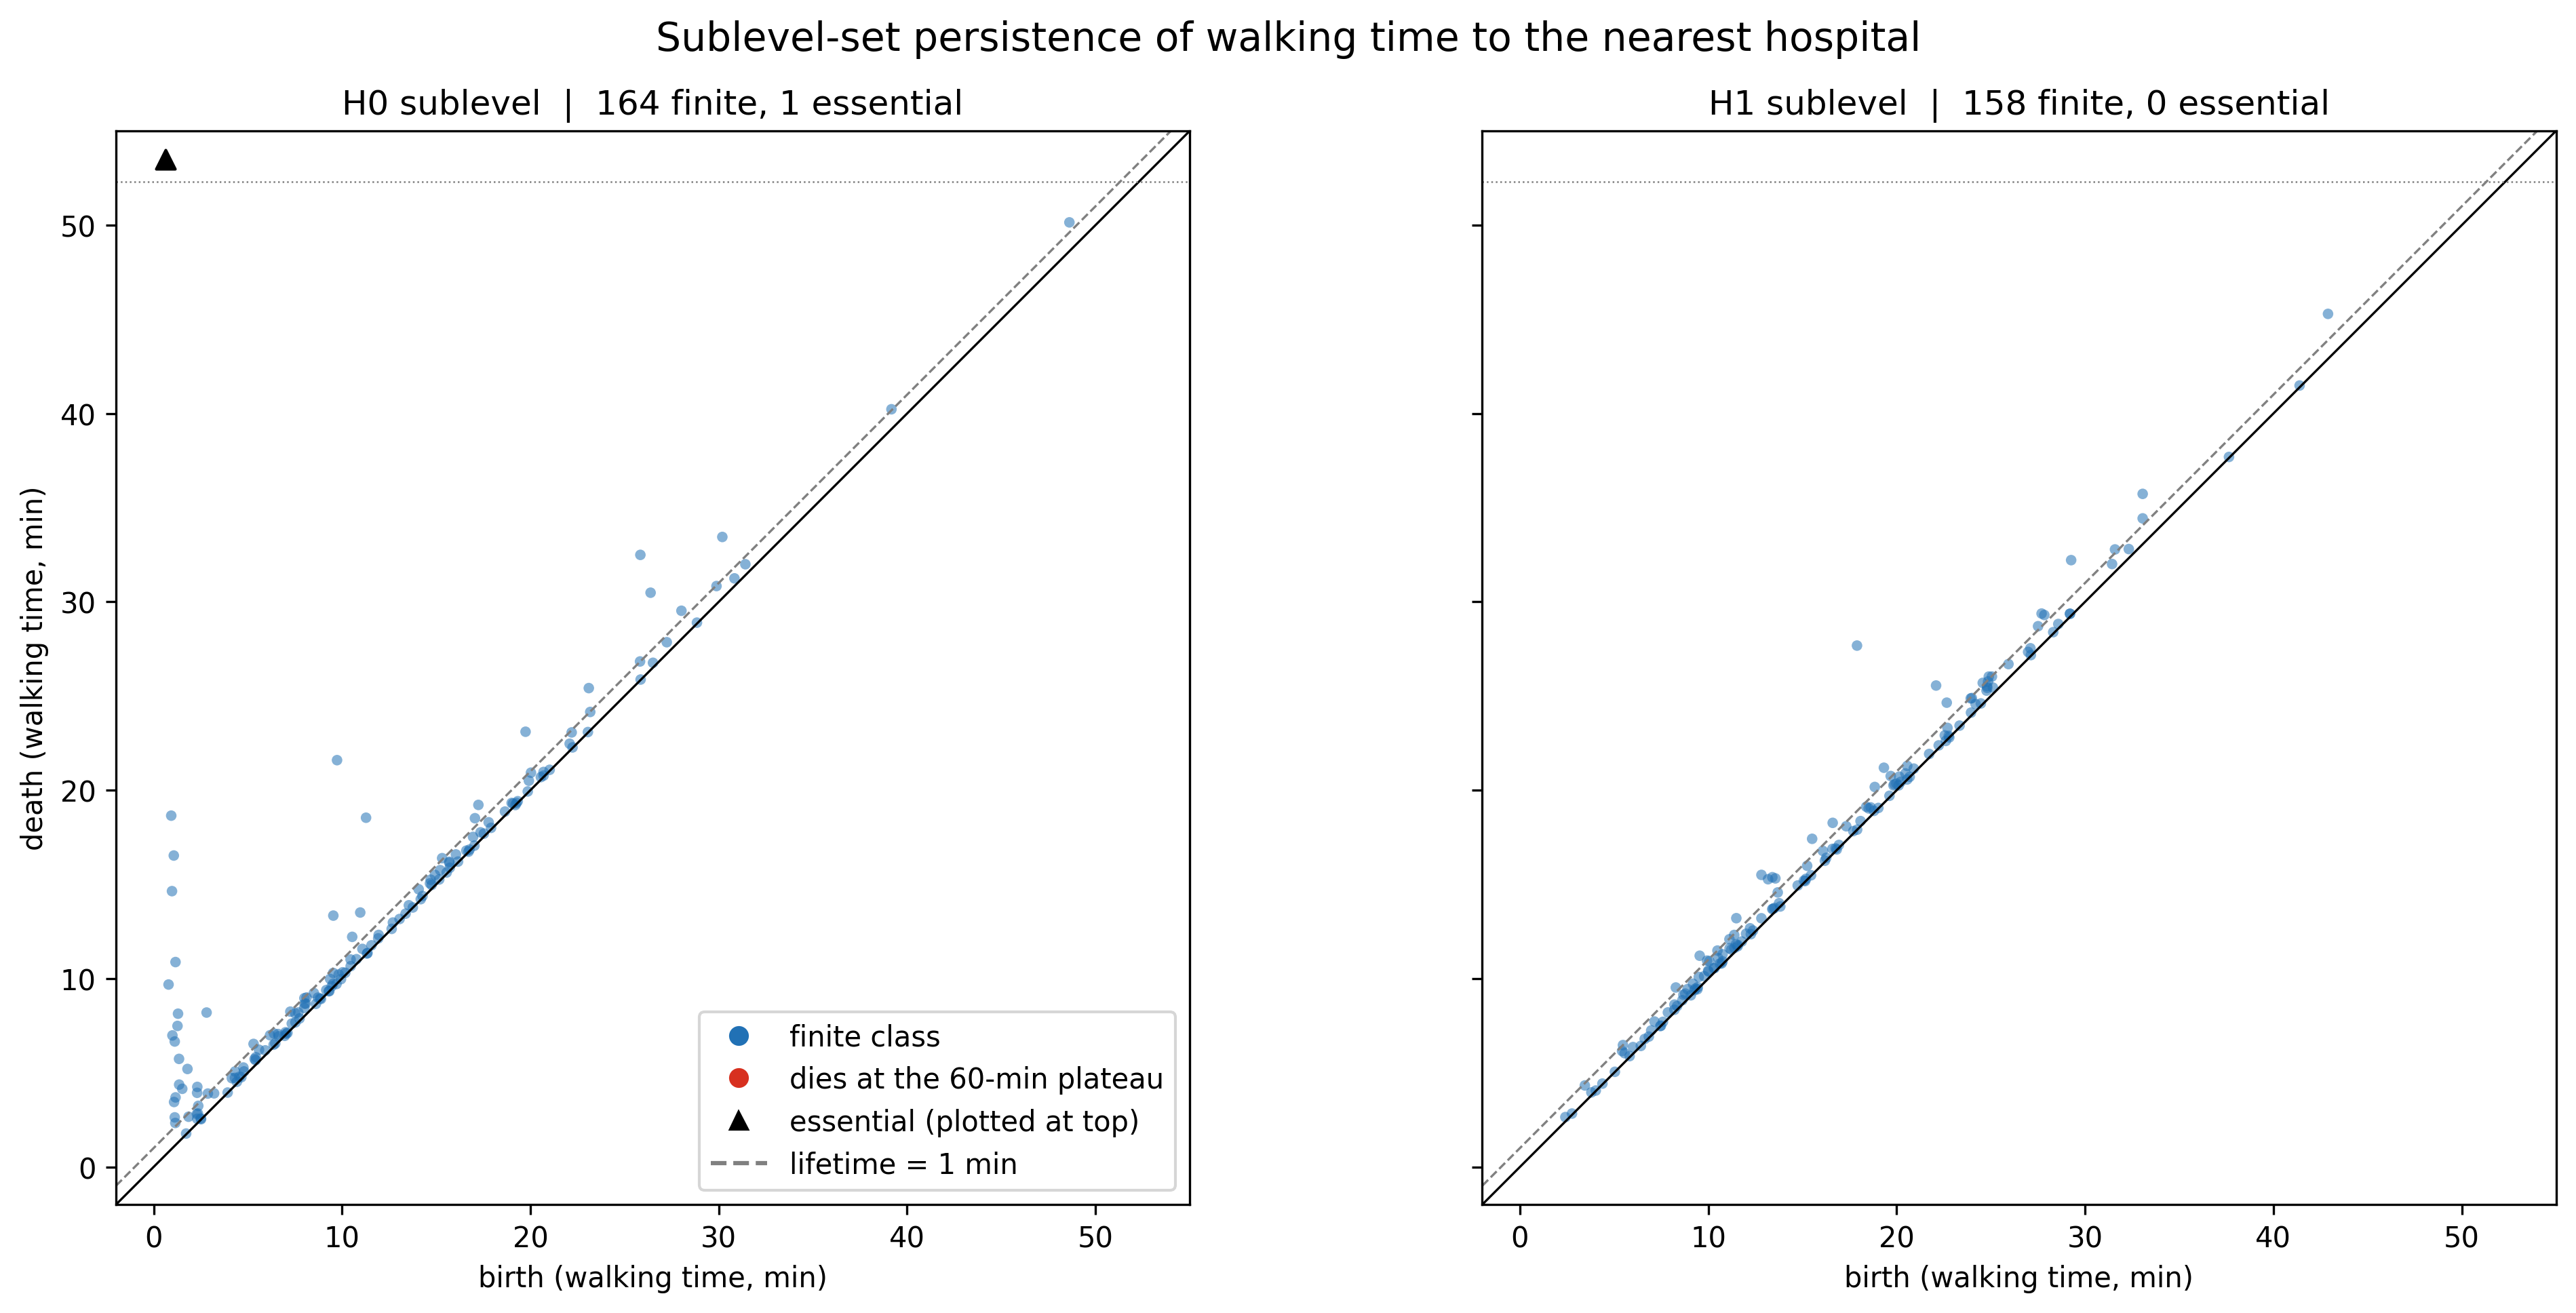 Sublevel-set persistence of walking time to the nearest hospital
H0 sublevel | 164 finite, 1 essential
50
40
30
20
10
0
death (walking time, min)
0 10 20 30 40 50
birth (walking time, min)
finite class
dies at the 60-min plateau
essential (plotted at top)
lifetime = 1 min
H1 sublevel | 158 finite, 0 essential
0 10 20 30 40 50
birth (walking time, min)